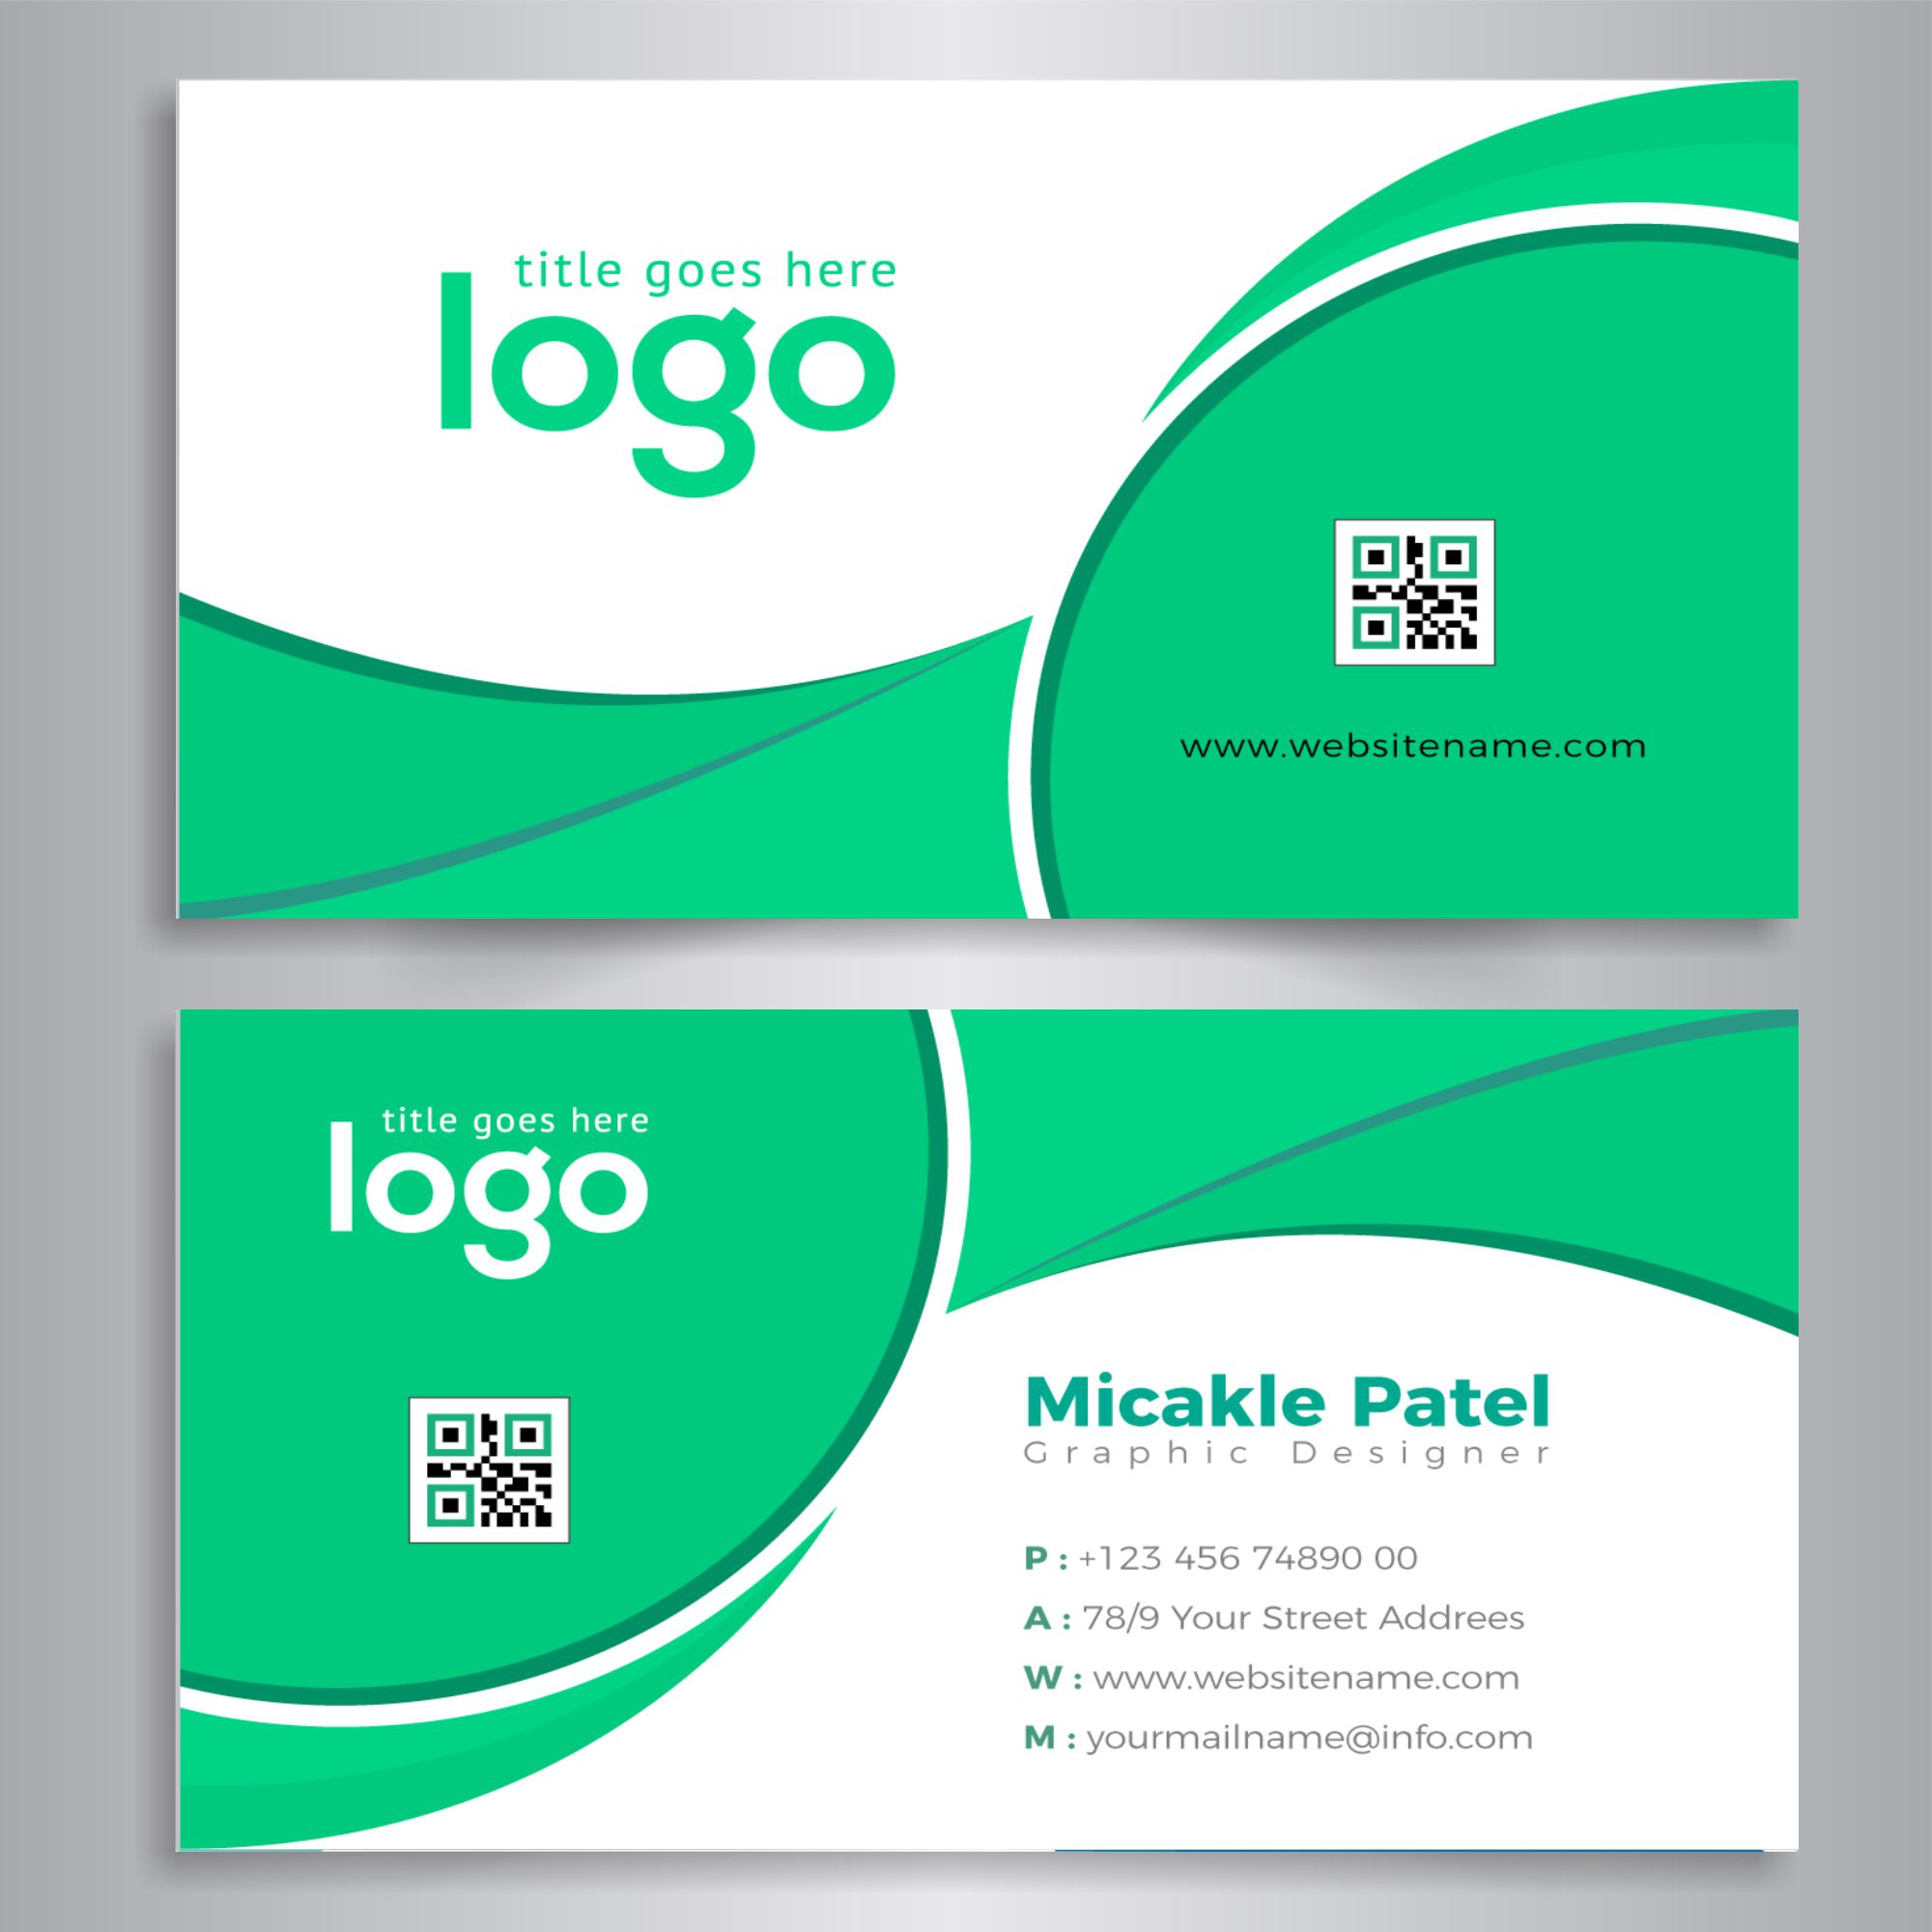 title goes here
logo
www.websitename.com
title goes here
logo
Micakle Patel
Graphic Designer
P : +123 456 74890 00
A : 78/9 Your Street Addrees
W : www.websitename.com
M : yourmailname@info.com